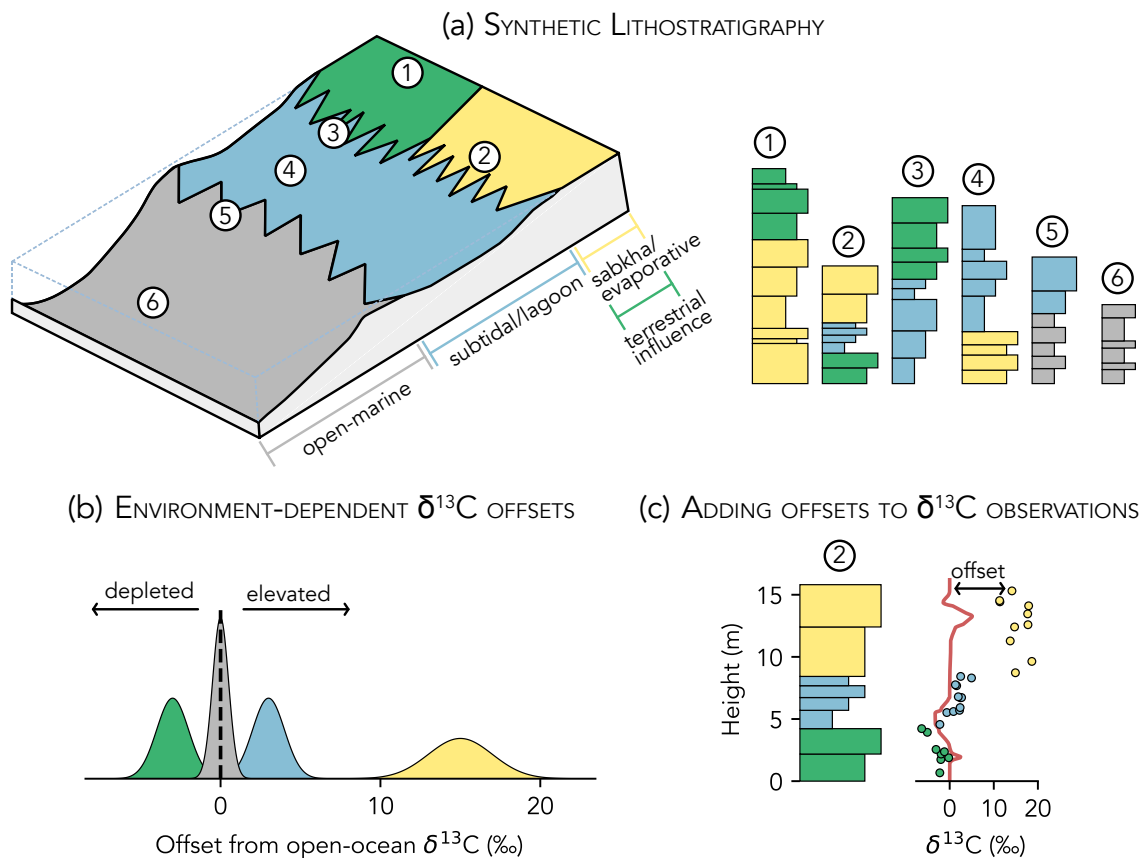 (a) Synthetic Lithostratigraphy
1
2
3
4
5
6
open-marine
subtidal/lagoon
sabkha/
evaporative
terrestrial
influence
1
2
3
4
5
6
(b) Environment-dependent δ¹³C offsets
depleted
elevated
0
10
20
Offset from open-ocean δ¹³C (‰)
(c) Adding offsets to δ¹³C observations
2
offset
15
10
5
0
Height (m)
0
10
20
δ¹³C (‰)